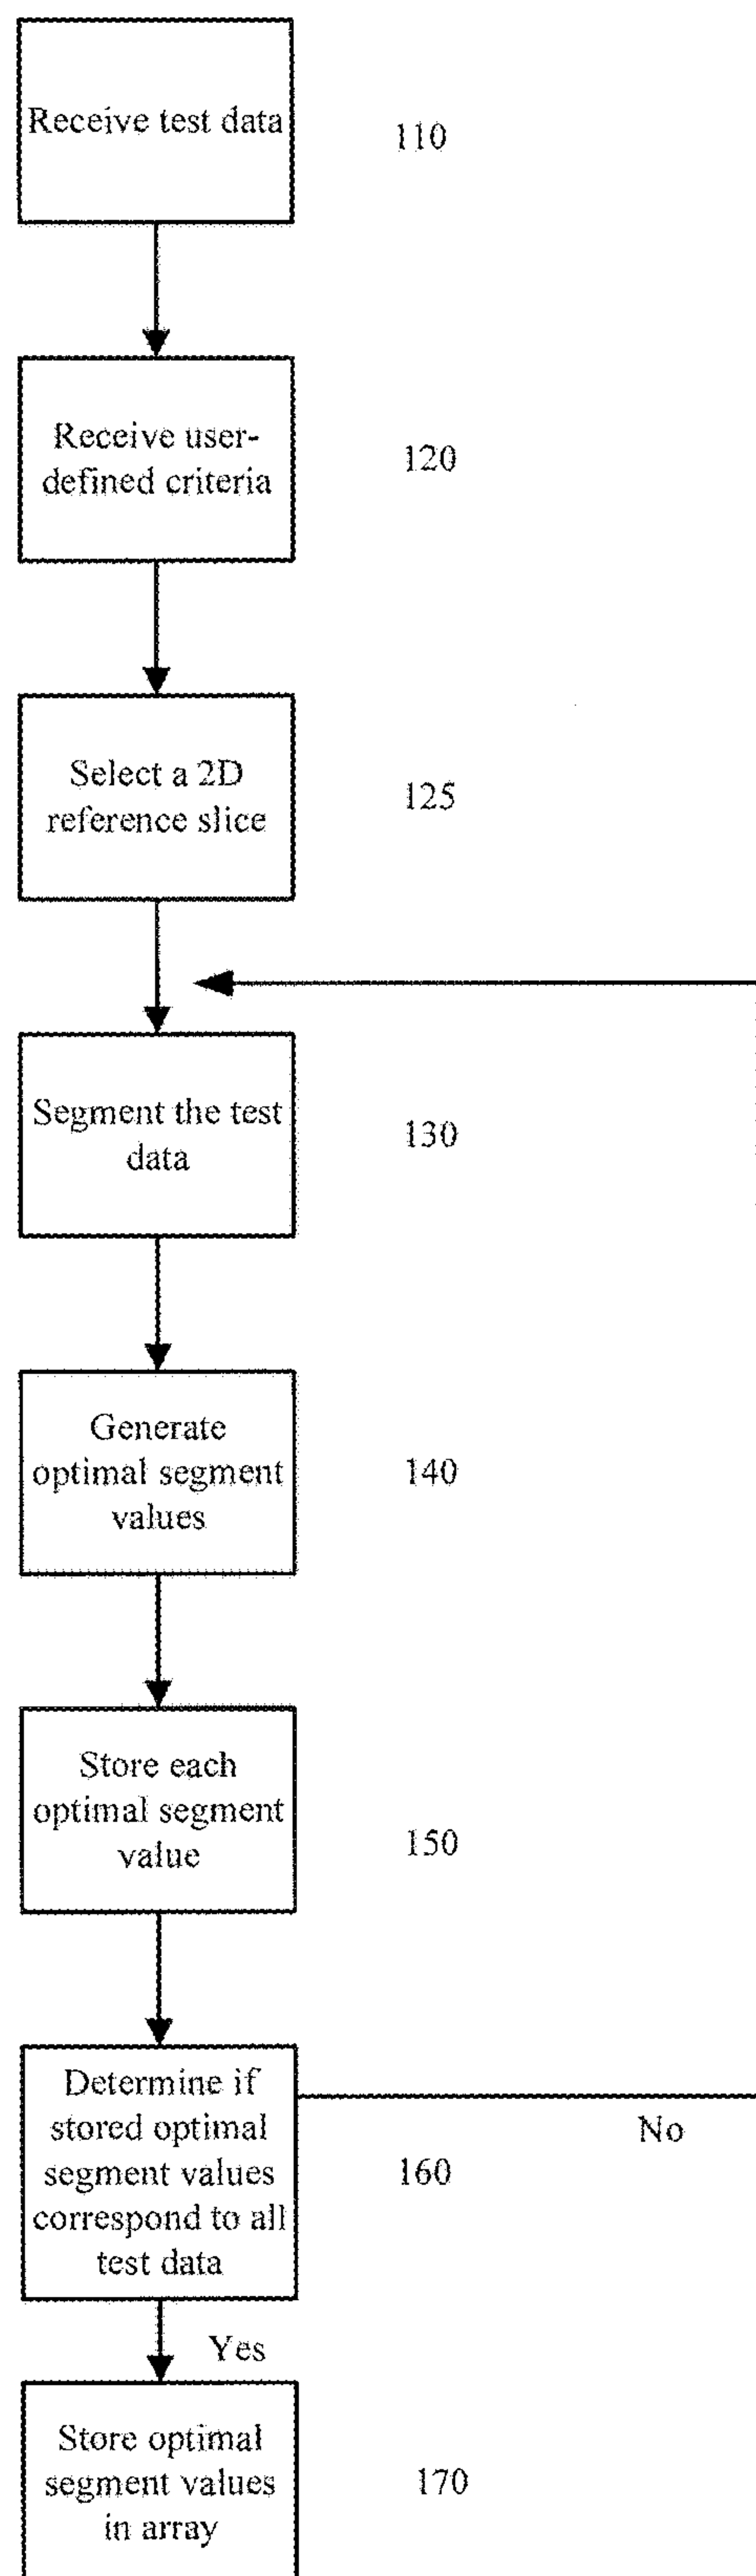 Receive test data
110
Receive user-
defined criteria
120
Select a 2D
reference slice
125
Segment the test
data
130
Generate
optimal segment
values
140
Store each
optimal segment
value
150
Determine if
stored optimal
segment values
correspond to all
test data
160
No
Yes
Store optimal
segment values
in array
170